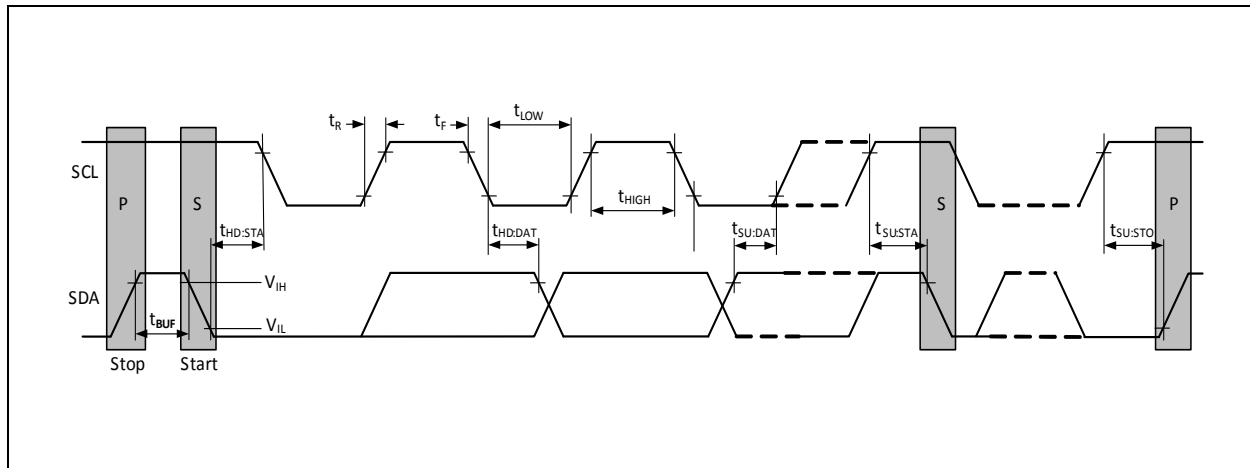 tR
tF
tLOW
SCL
P
S
tHIGH
S
P
tHD:STA
tHD:DAT
tSU:DAT
tSU:STA
tSU:STO
VIH
SDA
tBUF
VIL
Stop
Start